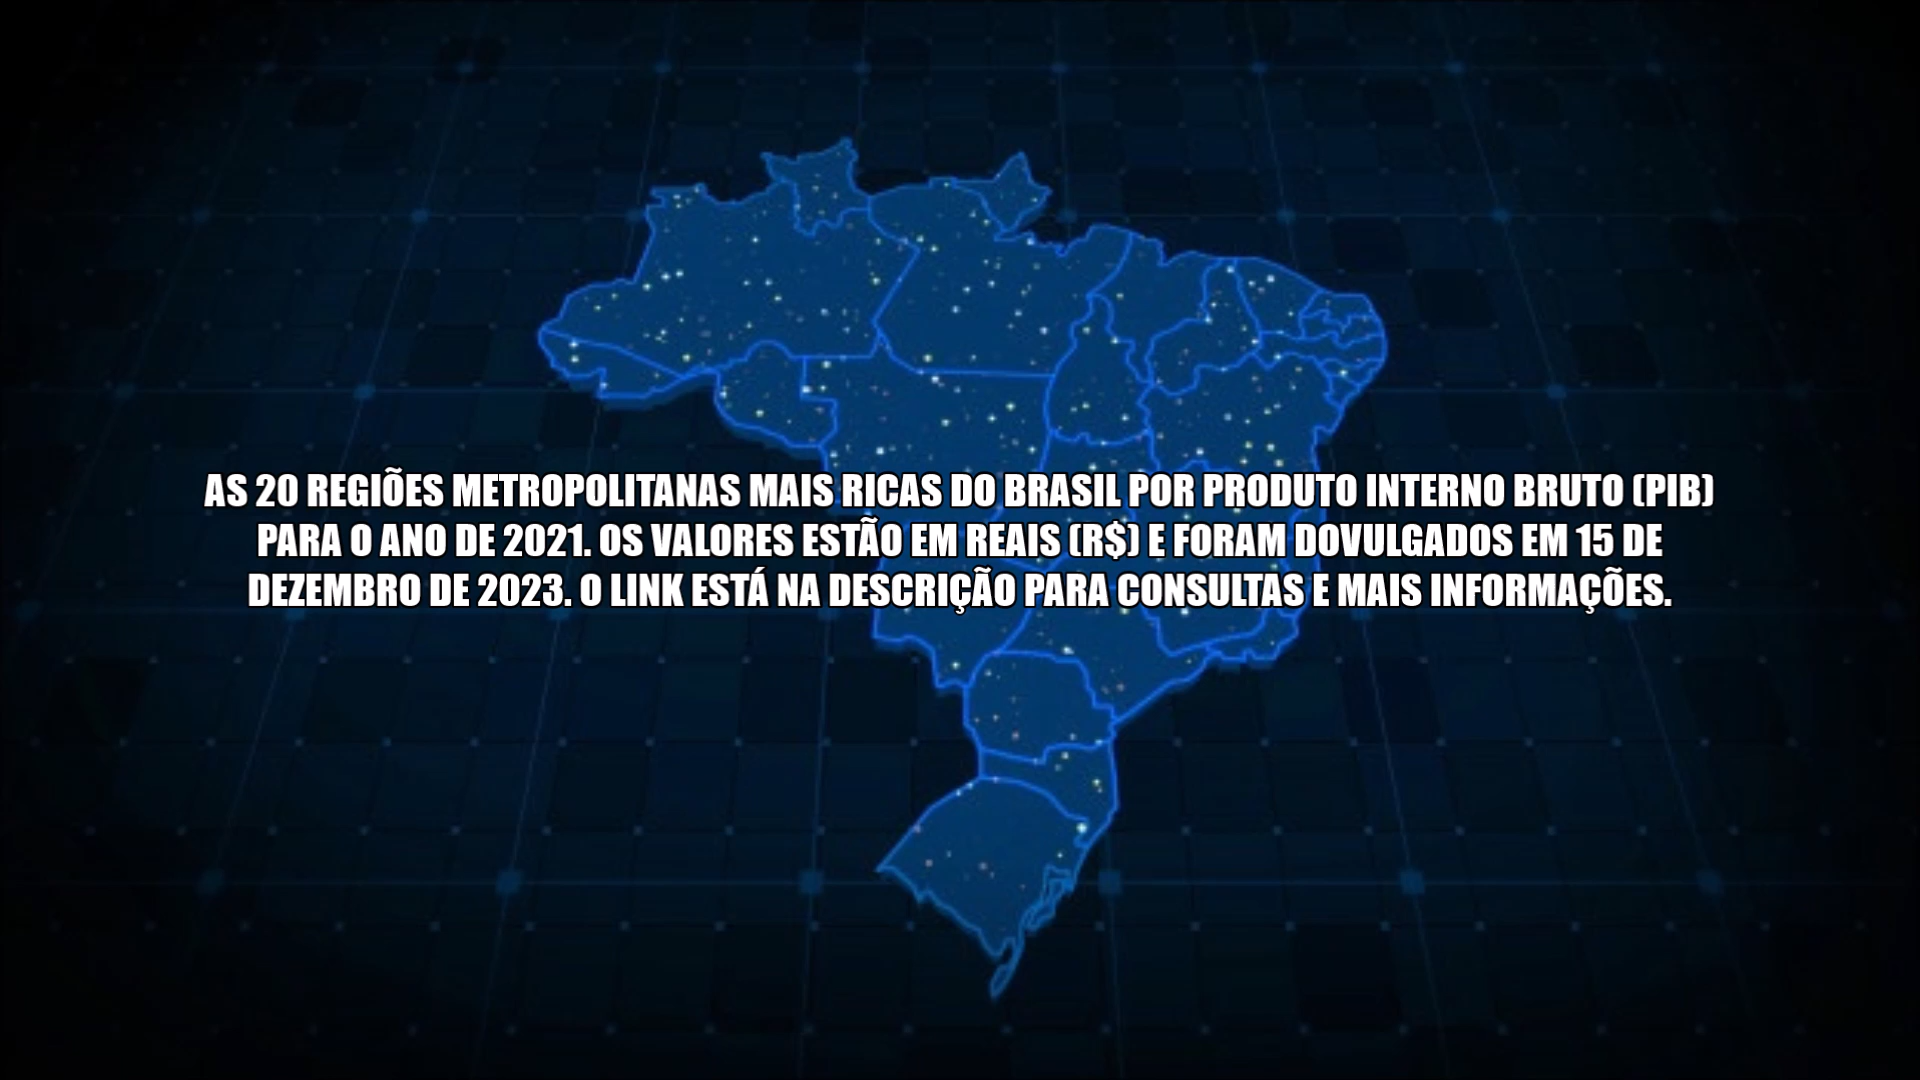 AS 20 REGIÕES METROPOLITANAS MAIS RICAS DO BRASIL POR PRODUTO INTERNO BRUTO (PIB)
PARA O ANO DE 2021. OS VALORES ESTÃO EM REAIS (R$) E FORAM DOVULGADOS EM 15 DE
DEZEMBRO DE 2023. O LINK ESTÁ NA DESCRIÇÃO PARA CONSULTAS E MAIS INFORMAÇÕES.